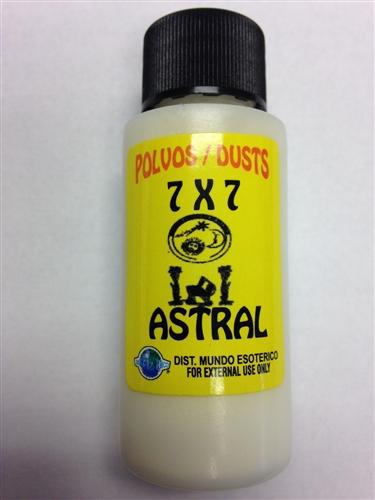 POLVOS / DUSTS
7 X 7
ASTRAL
DIST. MUNDO ESOTERICO
FOR EXTERNAL USE ONLY